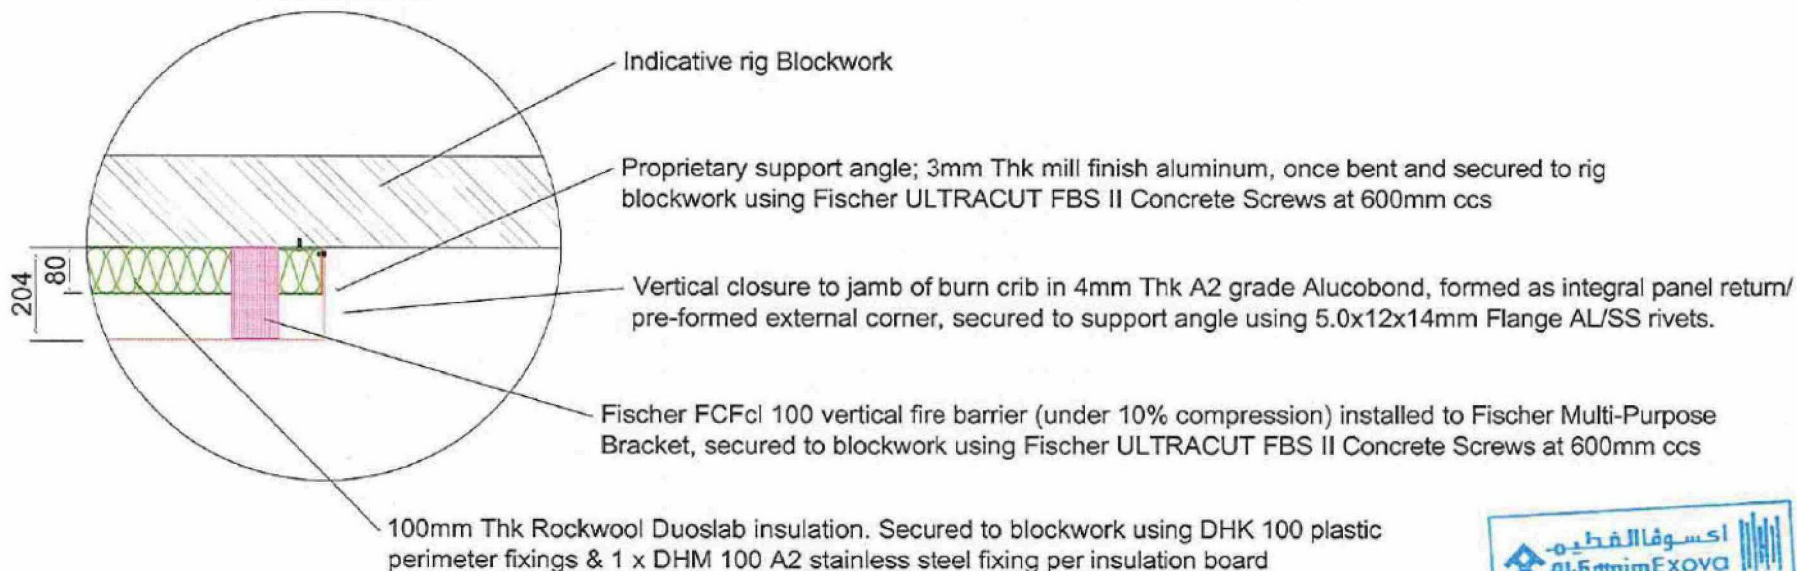 Indicative rig Blockwork
Proprietary support angle; 3mm Thk mill finish aluminum, once bent and secured to rig
blockwork using Fischer ULTRACUT FBS II Concrete Screws at 600mm ccs
204
80
Vertical closure to jamb of burn crib in 4mm Thk A2 grade Alucobond, formed as integral panel return/
pre-formed external corner, secured to support angle using 5.0x12x14mm Flange AL/SS rivets.
Fischer FCFcl 100 vertical fire barrier (under 10% compression) installed to Fischer Multi-Purpose
Bracket, secured to blockwork using Fischer ULTRACUT FBS II Concrete Screws at 600mm ccs
100mm Thk Rockwool Duoslab insulation. Secured to blockwork using DHK 100 plastic
perimeter fixings & 1 x DHM 100 A2 stainless steel fixing per insulation board
اكسوفا الفطيم
Exova